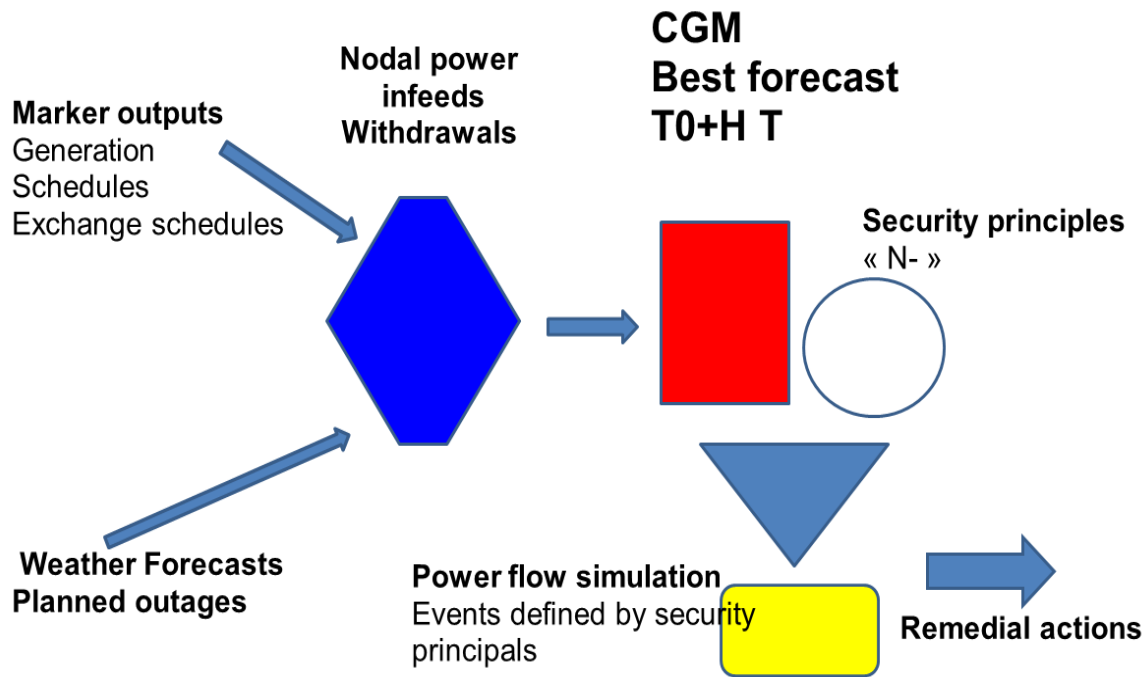 Marker outputs
Generation
Schedules
Exchange schedules
Nodal power
infeeds
Withdrawals
CGM
Best forecast
T0+H T
Security principles
« N- »
Weather Forecasts
Planned outages
Power flow simulation
Events defined by security
principals
Remedial actions